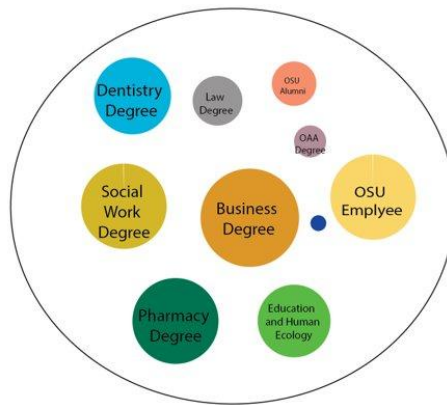 Dentistry
Degree
Law
Degree
OSU
Alumni
OAA
Degree
Social
Work
Degree
Business
Degree
OSU
Emplyee
Pharmacy
Degree
Education
and Human
Ecology